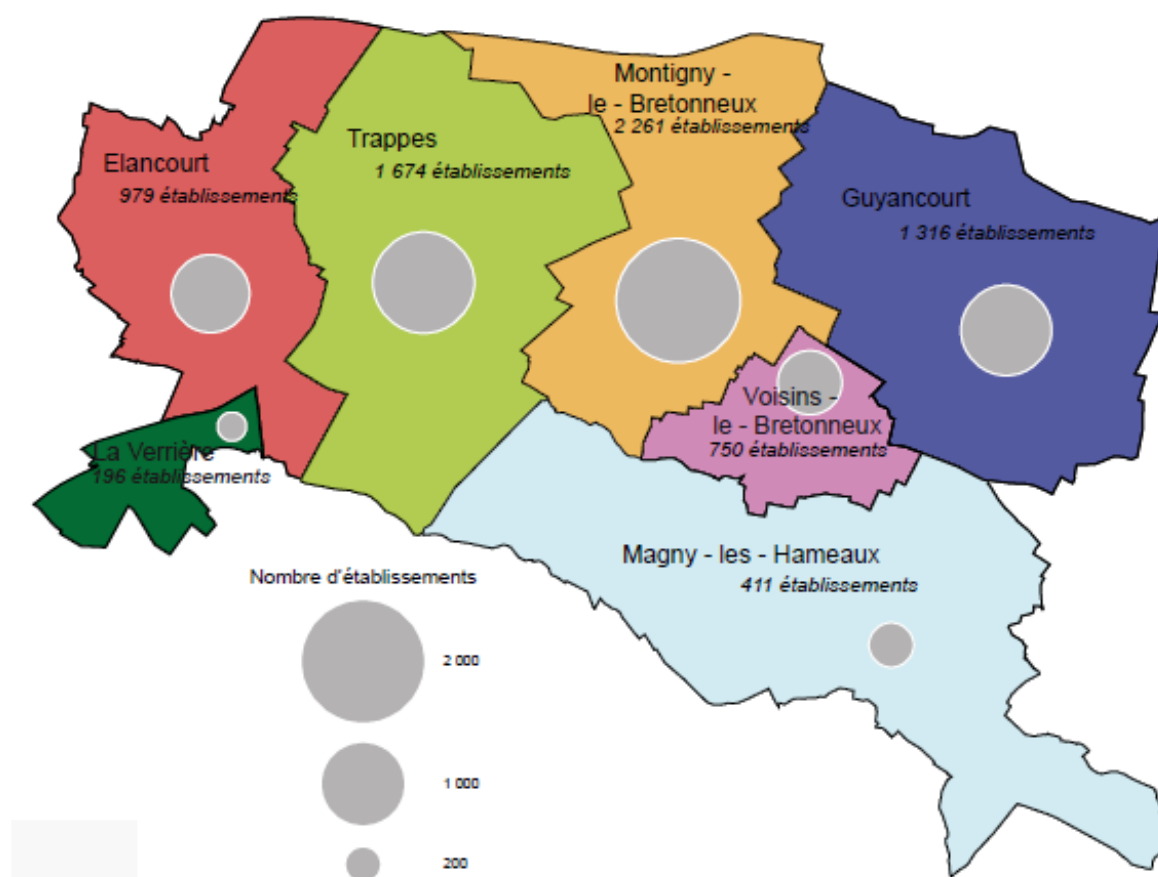 Montigny -
le - Bretonneux
2 261 établissements
Trappes
1 674 établissements
Elancourt
979 établissements
Guyancourt
1 316 établissements
Voisins -
le - Bretonneux
750 établissements
La Verrière
196 établissements
Magny - les - Hameaux
411 établissements
Nombre d'établissements
2 000
1 000
200